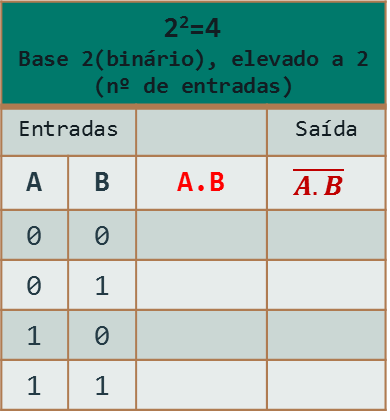 2²=4
Base 2(binário), elevado a 2
(nº de entradas)
Entradas Saída
A B A.B A̅.̅B̅
0 0
0 1
1 0
1 1